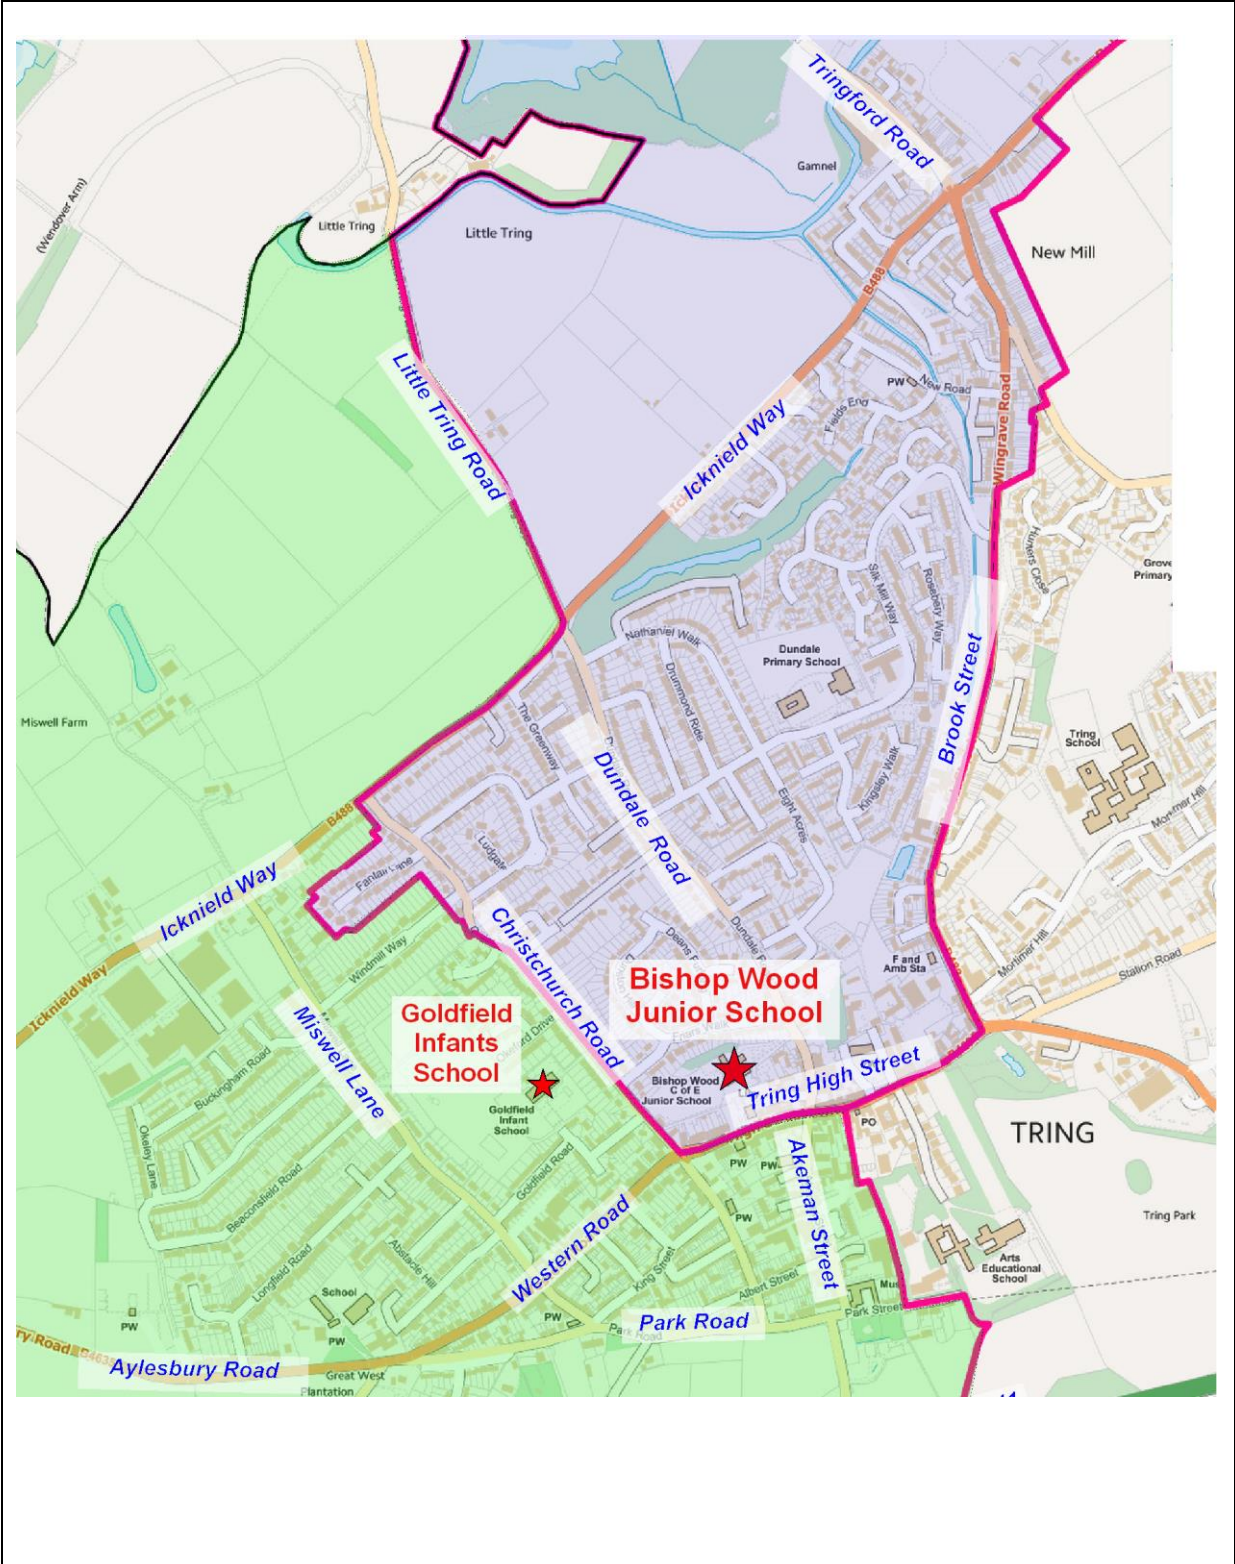 Tringford Road
Gamnel
(Wendover Arm)
Little Tring
Little Tring
New Mill
B488
Little Tring Road
PW
New Road
Fields End
Icknield Way
Wingrave Road
Hunters Close
Grove
Primary
Silk Mill Way
Rosebery Way
Nathaniel Walk
Dundale
Primary School
Drummond Ride
Brook Street
Miswell Farm
The Greenway
Tring
School
Dundale Road
Kingsley Walk
Eight Acres
B488
Mortimer Hill
Ludgate
Icknield Way
Christchurch Road
Windmill Way
F and
Amb Sta
Mortimer Hill
Station Road
Icknield Way
Bishop Wood
Junior School
Goldfield
Infants
School
Miswell Lane
Okeford Drive
Buckingham Road
Bishop Wood
C of E
Junior School
Tring High Street
Goldfield
Infant
School
PO
TRING
Okeley Lane
Beaconsfield Road
Goldfield Road
PW
PW
Akeman Street
PW
Tring Park
Western Road
Longfield Road
Abstacle Hill
King Street
Albert Street
Arts
Educational
School
School
PW
PW
PW
Park Road
Park Street
Aylesbury Road
Great West
Plantation